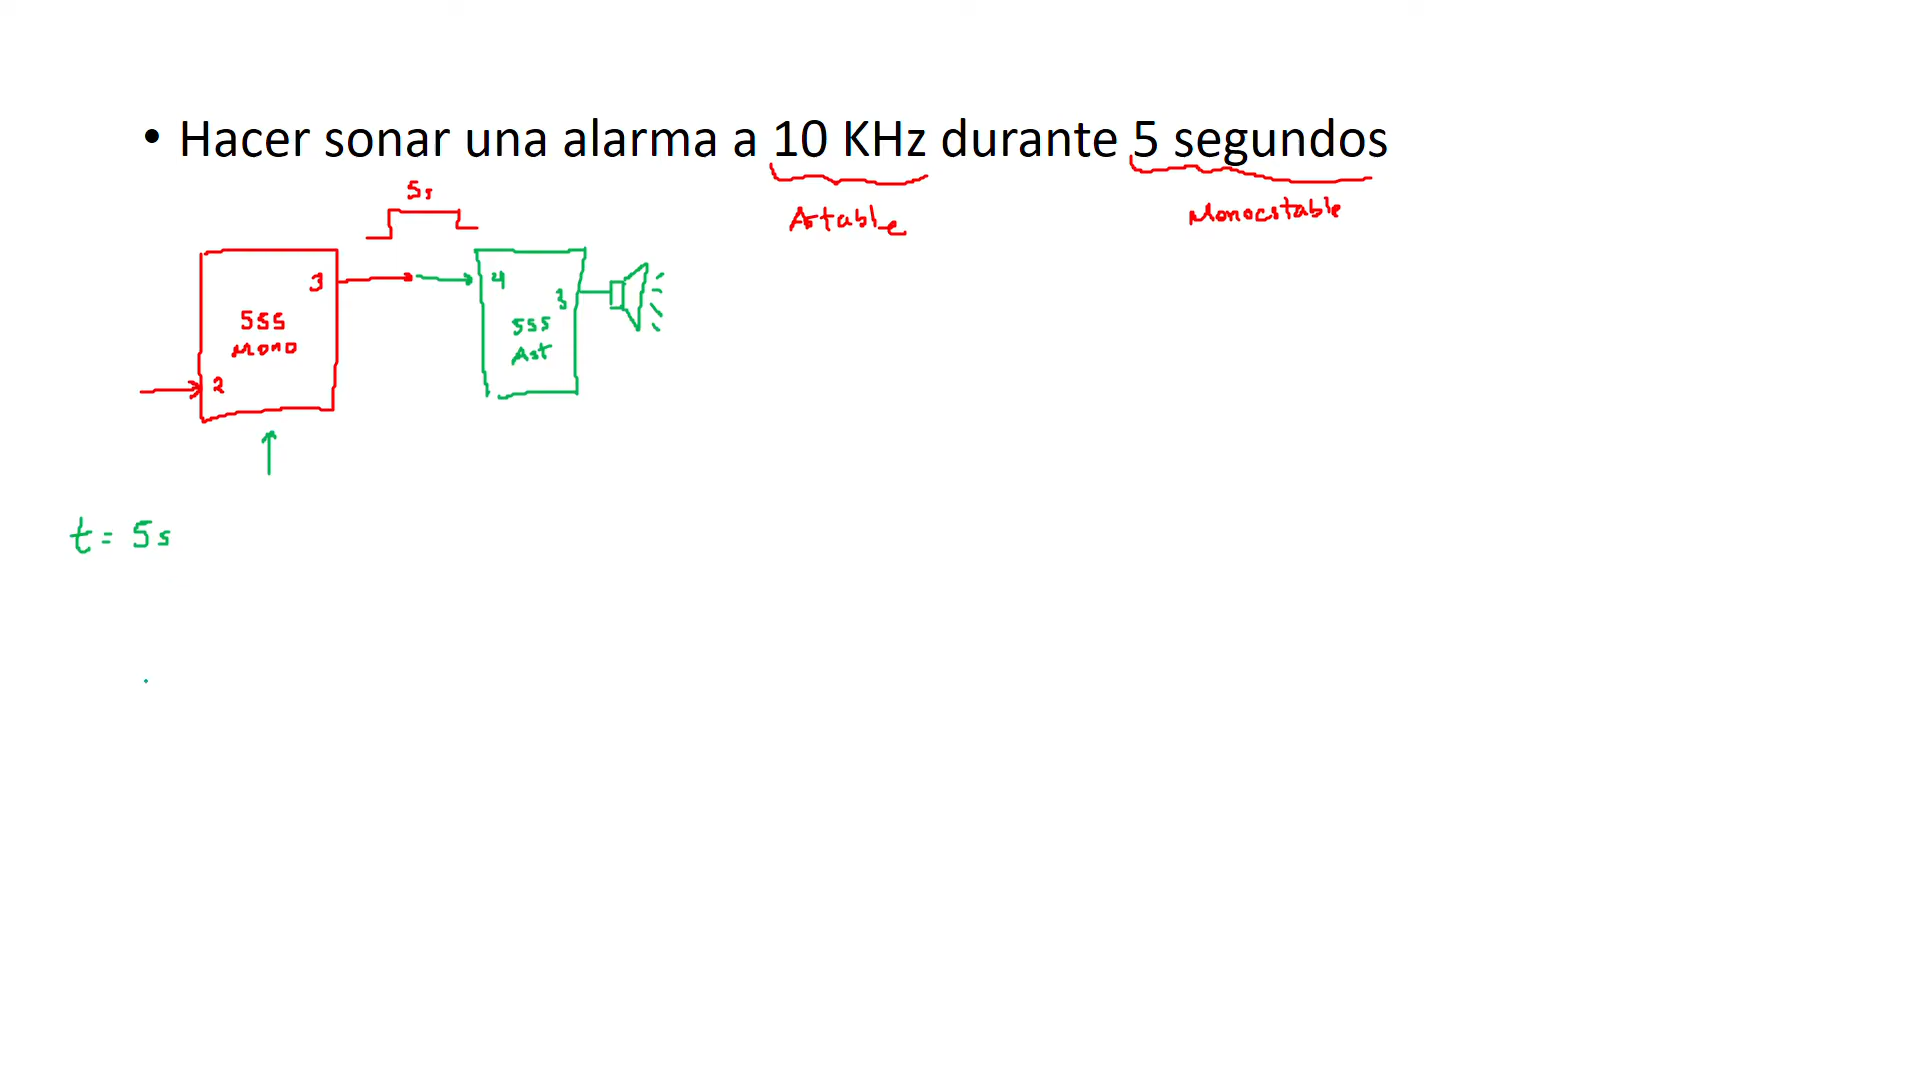 • Hacer sonar una alarma a 10 KHz durante 5 segundos
5s
Astable
Monoestable
3
4
3
555
Mono
555
Ast
2
t = 5s